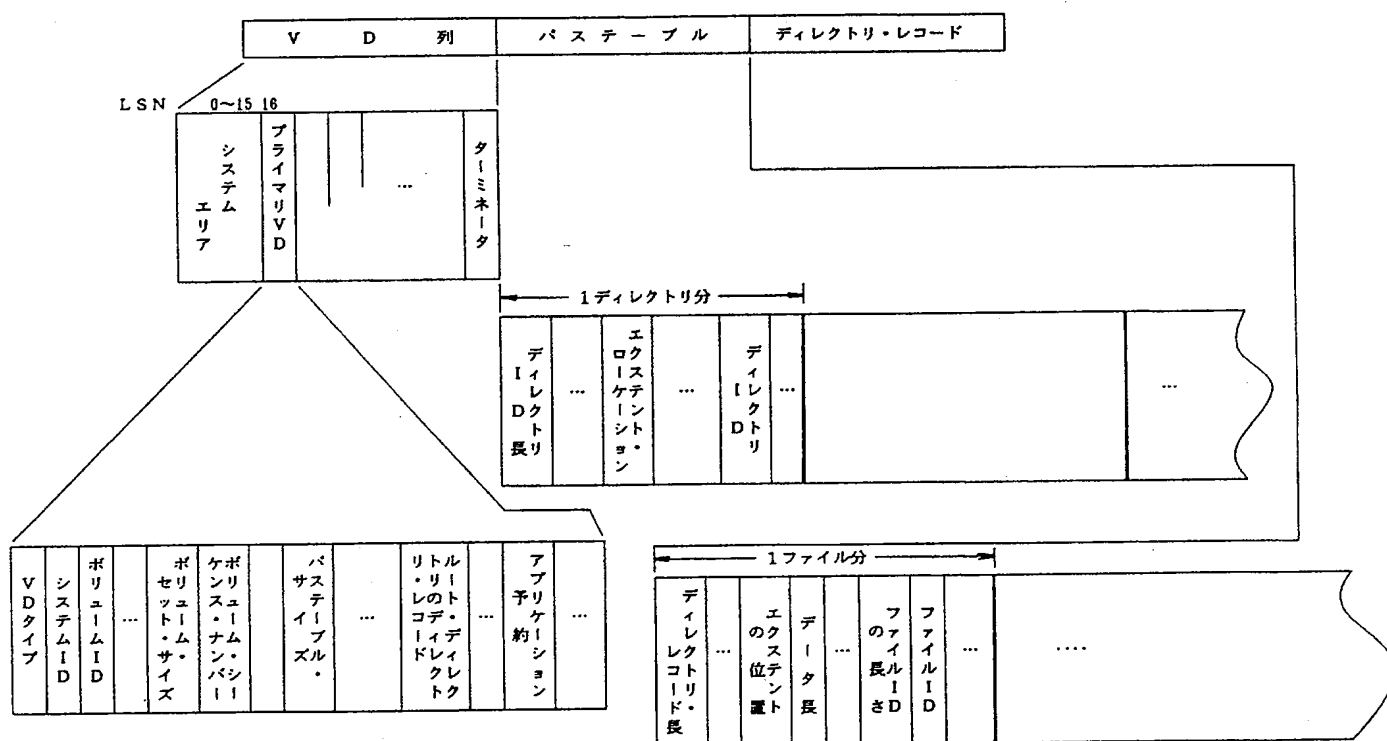 VD列
パステーブル
ディレクトリ・レコード
LSN 0～15 16
システム
エリア
プライマリVD
…
ターミネータ
1ディレクトリ分
ディレクトリ
ID長
…
エクステント・
ローケーション
…
ディレクトリ
ID
…
…
VDタイプ
システムID
ボリュームID
…
ボリューム・
セット・サイズ
ボリューム・シー
ケンス・ナンバー
パステーブル・
サイズ
…
ルート・ディレク
トリのディレクト
リ・レコード
…
アプリケーション
予約
…
1ファイル分
ディレクトリ・
レコード長
…
エクステント
の位置
データ長
…
ファイルID
の長さ
ファイルID
…
....